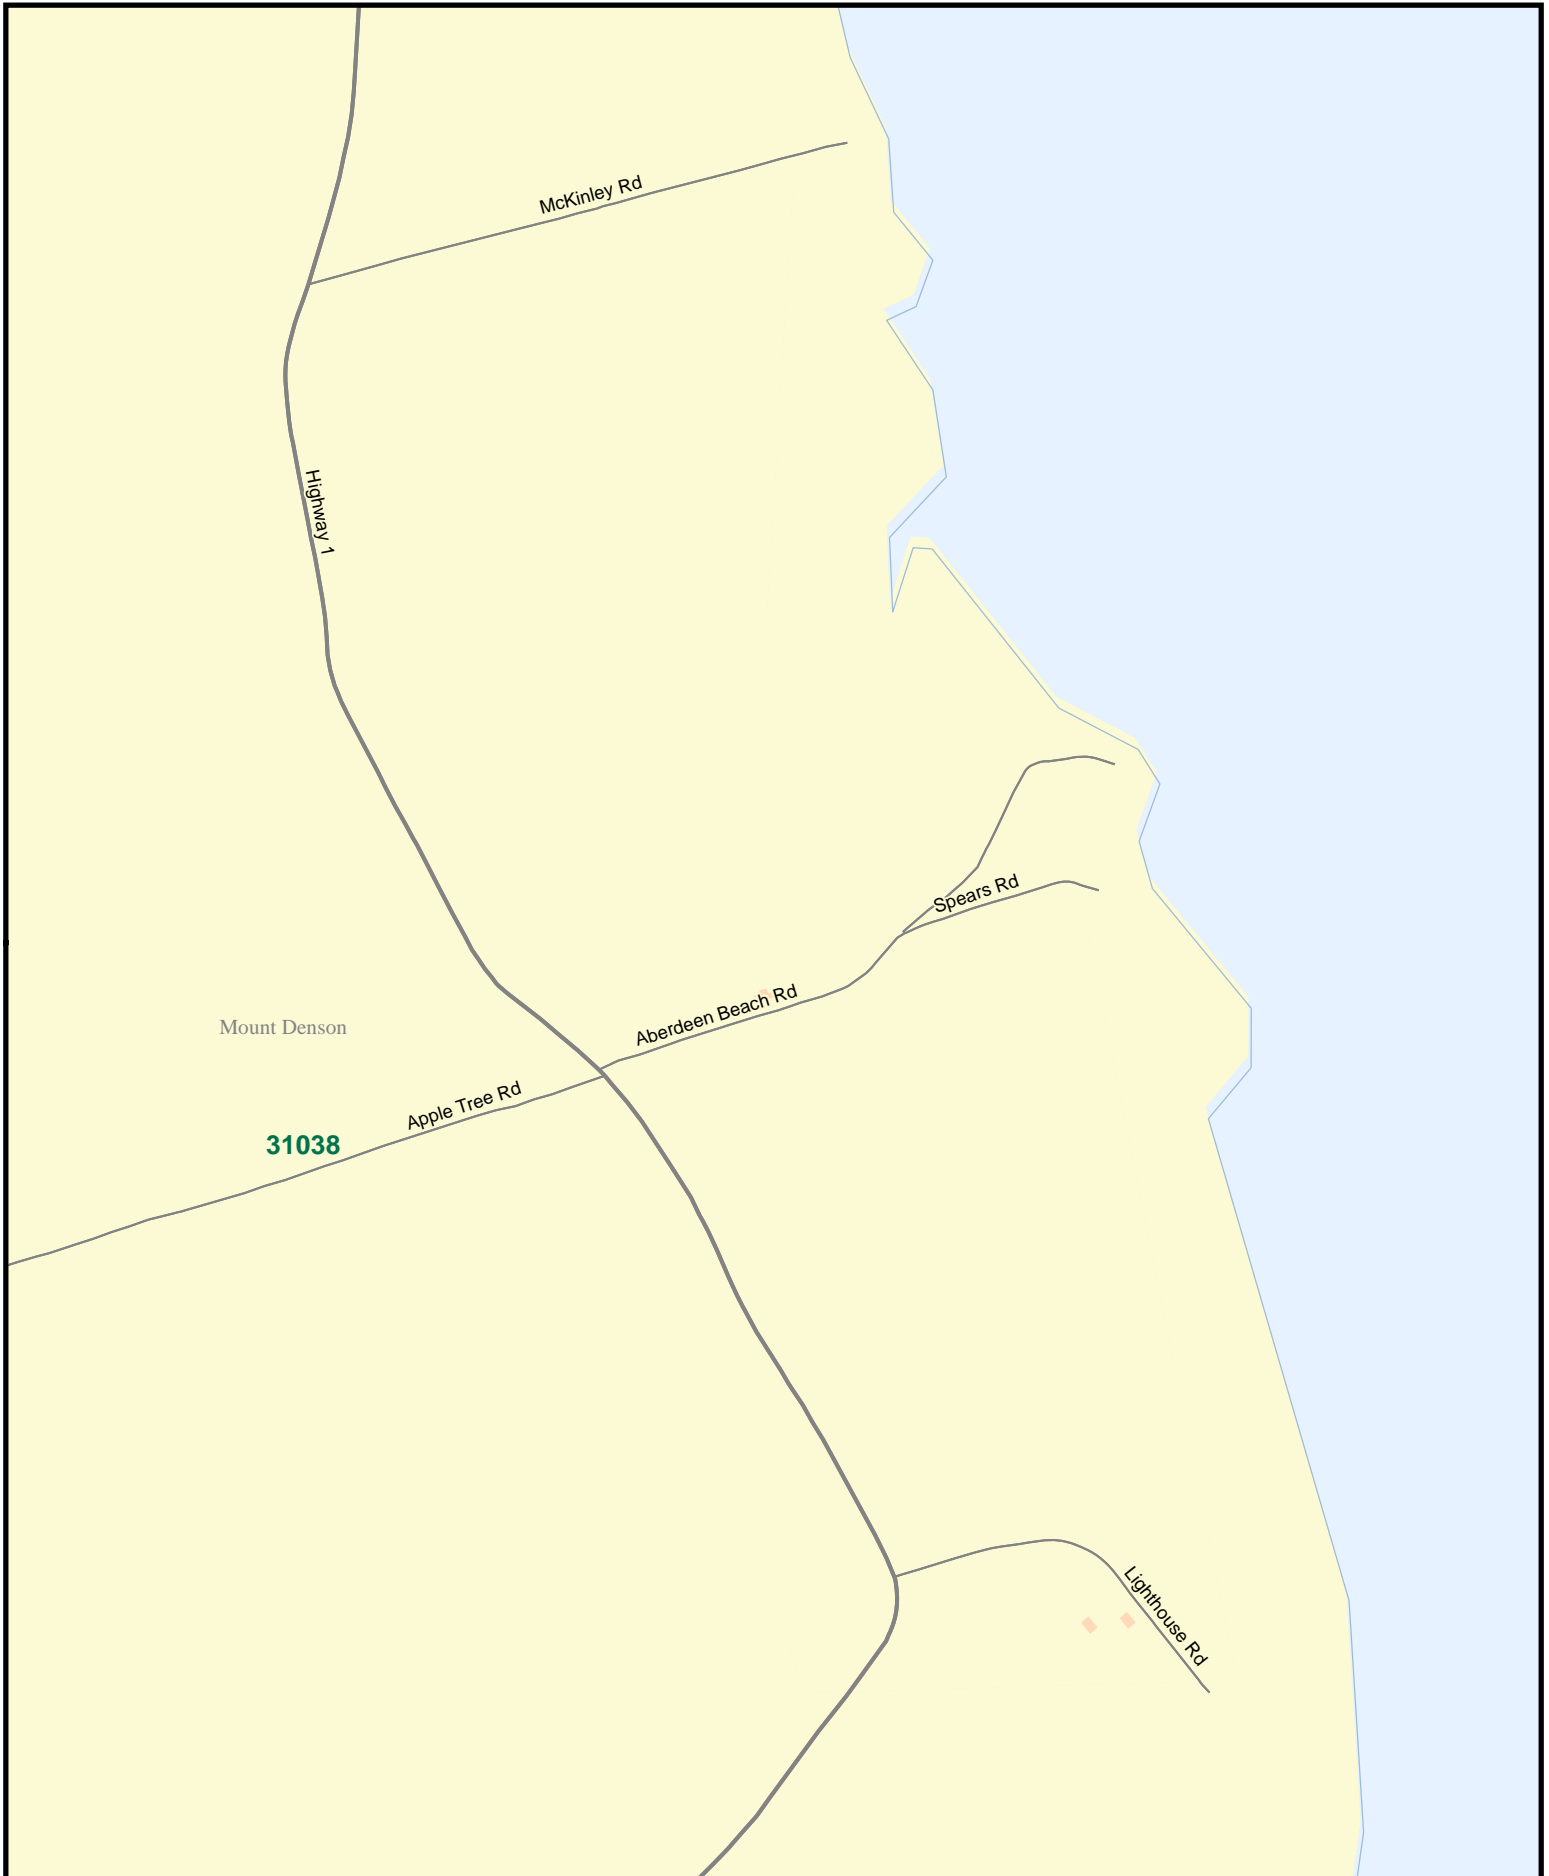 McKinley Rd
Highway 1
Spears Rd
Aberdeen Beach Rd
Mount Denson
Apple Tree Rd
31038
Lighthouse Rd